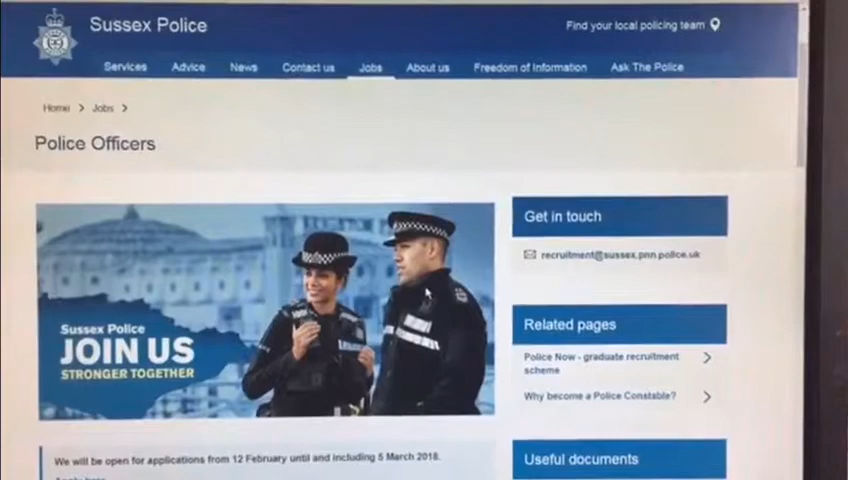 Sussex Police
Find your local policing team
Services Advice News Contact us Jobs About us Freedom of Information Ask The Police
Home > Jobs >
Police Officers
Sussex Police
JOIN US
STRONGER TOGETHER
Get in touch
recruitment@sussex.pnn.police.uk
Related pages
Police Now - graduate recruitment
scheme
Why become a Police Constable?
We will be open for applications from 12 February until and including 5 March 2018.
Useful documents